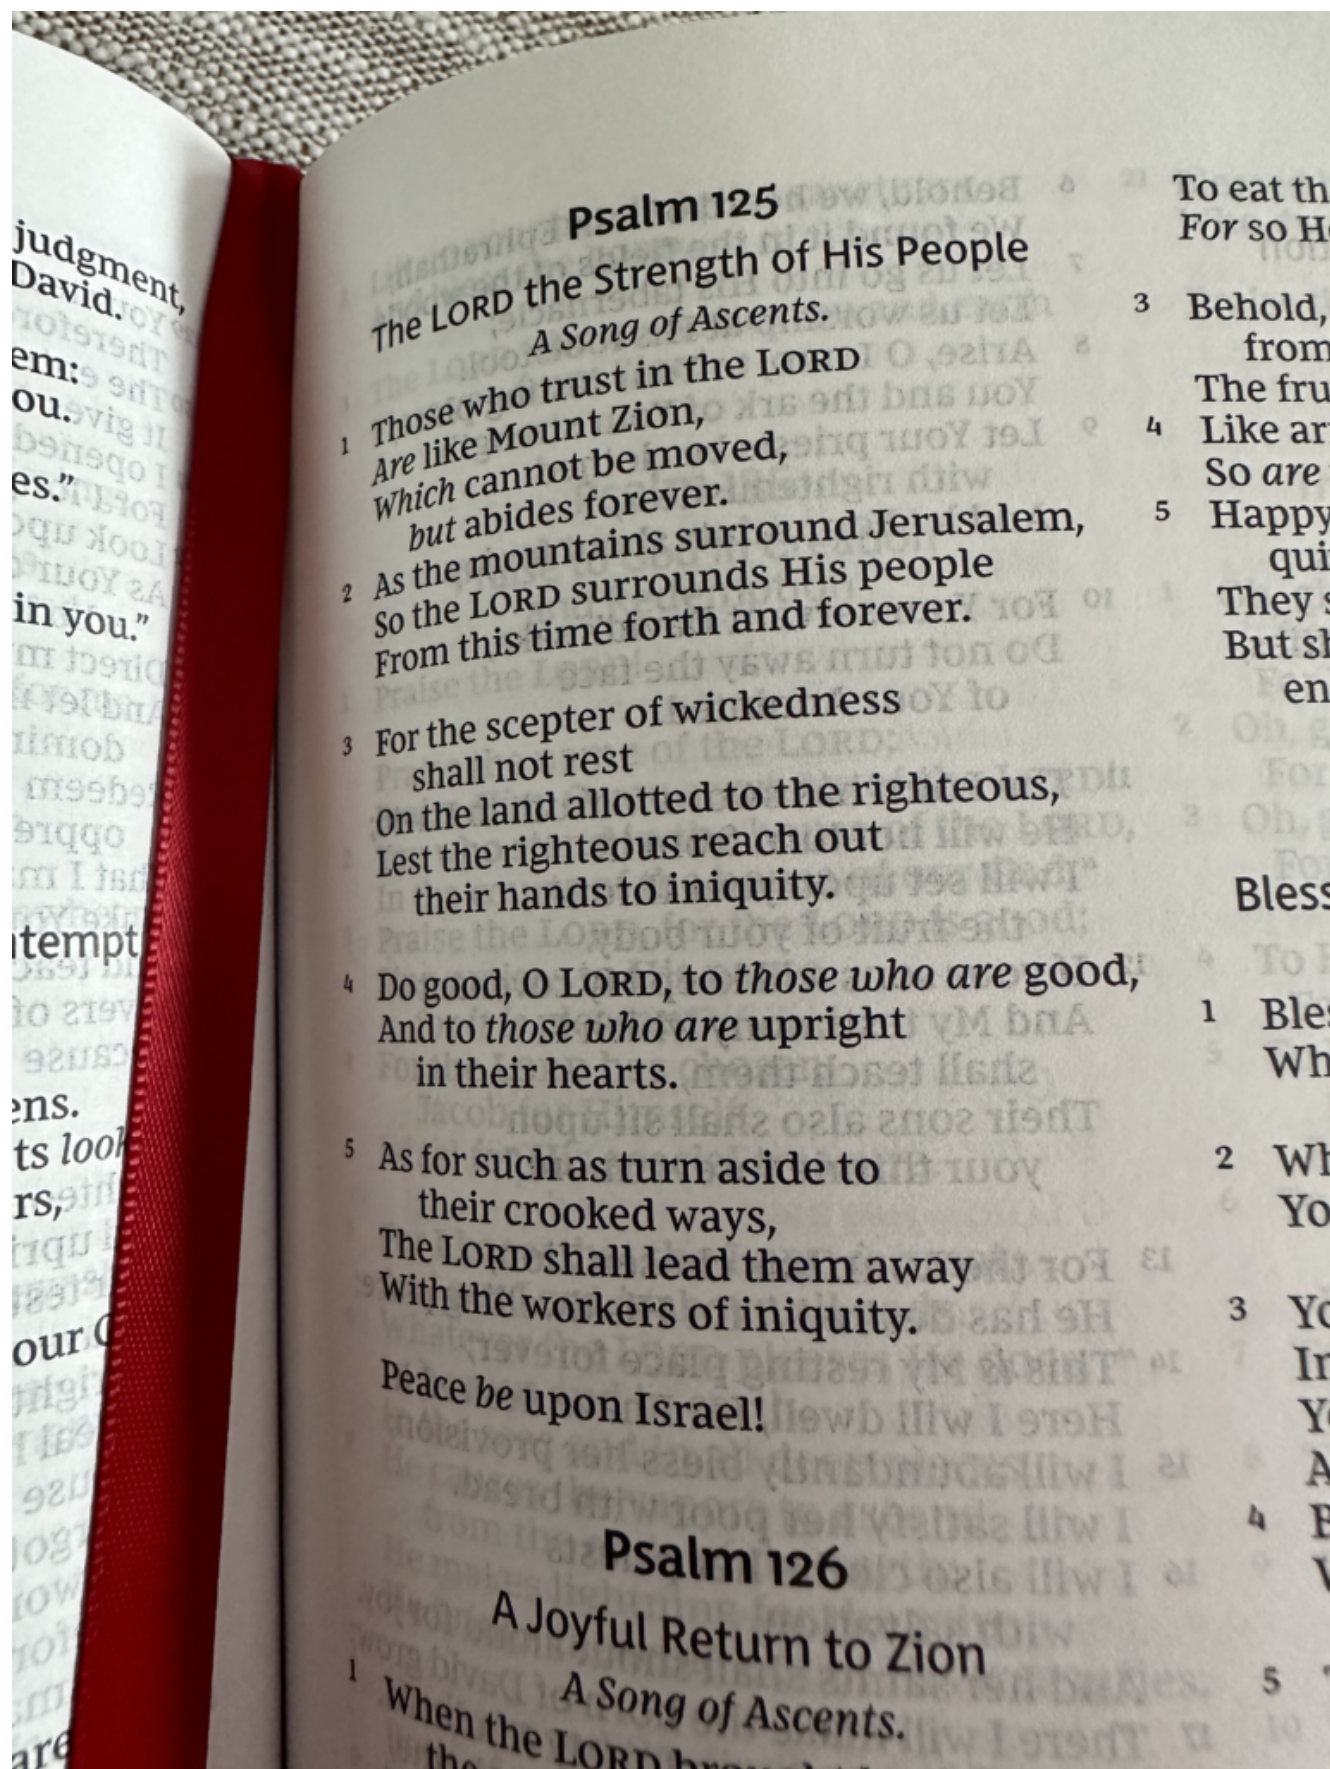 judgment,
David.
em:
ou.
es."
in you."
tempt
ens.
ts look
rs,
our
are
Psalm 125
The LORD the Strength of His People
A Song of Ascents.
1 Those who trust in the LORD
Are like Mount Zion,
Which cannot be moved,
but abides forever.
2 As the mountains surround Jerusalem,
So the LORD surrounds His people
From this time forth and forever.
3 For the scepter of wickedness
shall not rest
On the land allotted to the righteous,
Lest the righteous reach out
their hands to iniquity.
4 Do good, O LORD, to those who are good,
And to those who are upright
in their hearts.
5 As for such as turn aside to
their crooked ways,
The LORD shall lead them away
With the workers of iniquity.
Peace be upon Israel!
Psalm 126
A Joyful Return to Zion
A Song of Ascents.
1 When the LORD
the
To eat th
For so H
3 Behold,
from
The fru
4 Like ar
So are
5 Happy
qui
They s
But sh
en
Bless
1 Bles
Wh
2 Wh
Yo
3 Yo
In
Y
A
4 B
5